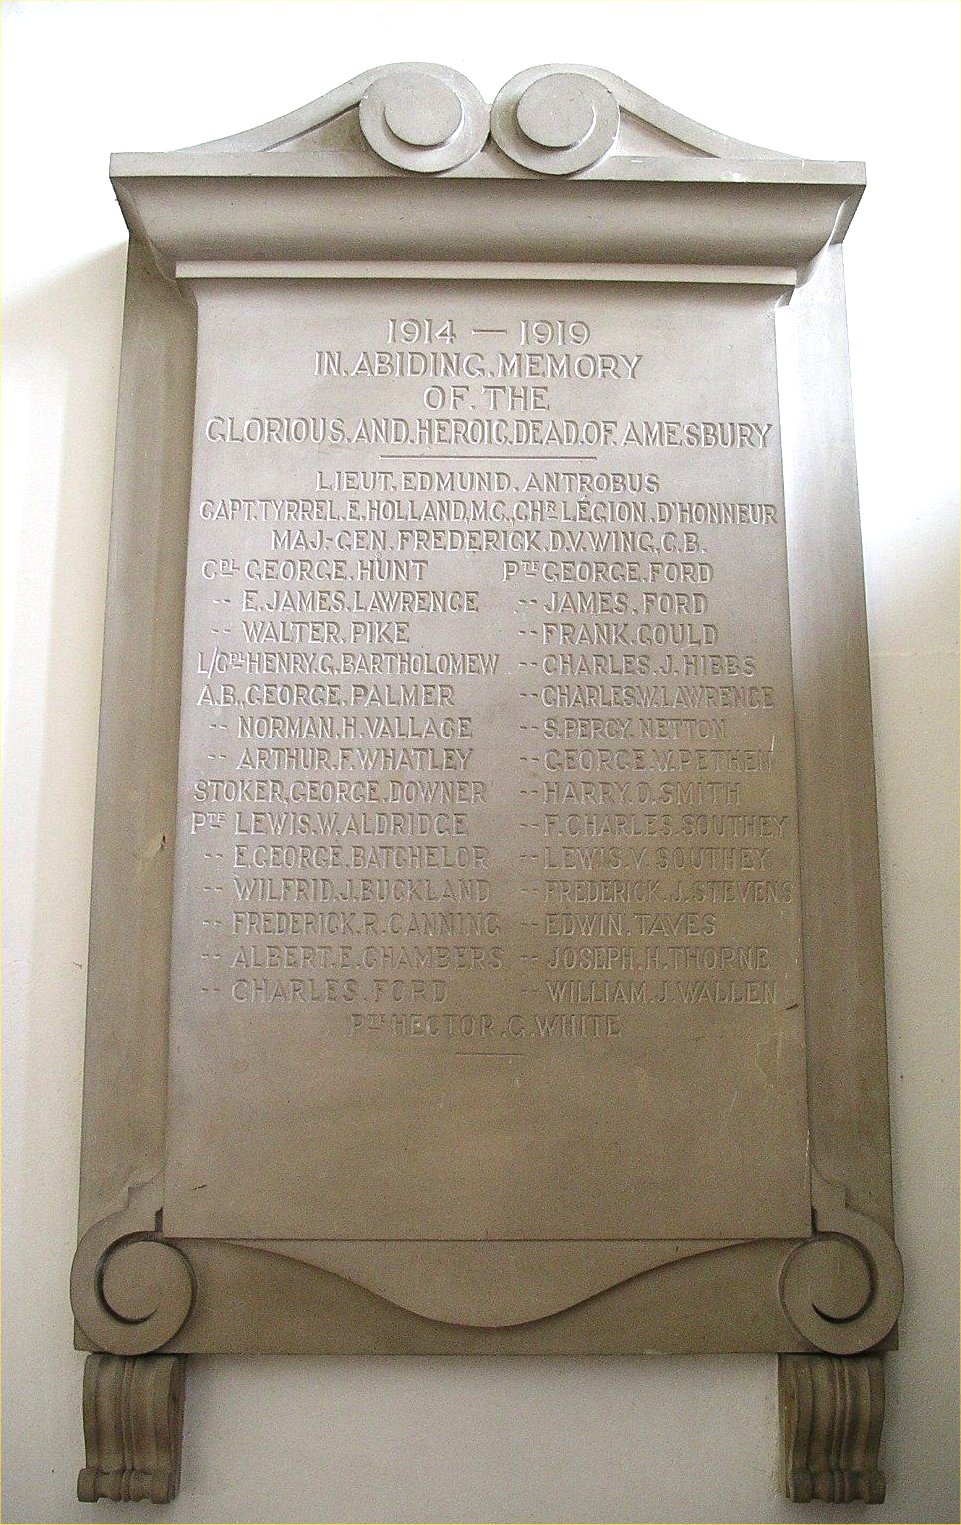 1914 — 1919
IN.ABIDING.MEMORY
OF.THE
GLORIOUS.AND.HEROIC.DEAD.OF.AMESBURY
LIEUT.EDMUND.ANTROBUS
CAPT.TYRREL.E.HOLLAND.M.C.,CHR LÉGION.D'HONNEUR
MAJ.-GEN.FREDERICK.D.V.WING.C.B.
CPL GEORGE.HUNT PTE GEORGE.FORD
-- E.JAMES.LAWRENCE -- JAMES.FORD
-- WALTER.PIKE -- FRANK.GOULD
L/CPL HENRY.G.BARTHOLOMEW -- CHARLES.J.HIBBS
A.B.,GEORGE.PALMER -- CHARLES.W.LAWRENCE
-- NORMAN.H.VALLACE -- S.PERCY.NETTON
-- ARTHUR.F.WHATLEY -- GEORGE.W.PETHEN
STOKER,GEORGE.DOWNER -- HARRY.O.SMITH
PTE LEWIS.W.ALDRIDGE -- F.CHARLES.SOUTHEY
-- E.GEORGE.BATCHELOR -- LEWIS.V.SOUTHEY
-- WILFRID.J.BUCKLAND -- FREDERICK.J.STEVENS
-- FREDERICK.R.CANNING -- EDWIN.TAVES
-- ALBERT.E.CHAMBERS -- JOSEPH.H.THORNE
-- CHARLES.FORD -- WILLIAM.J.WALLEN
PTE HECTOR.G.WHITE